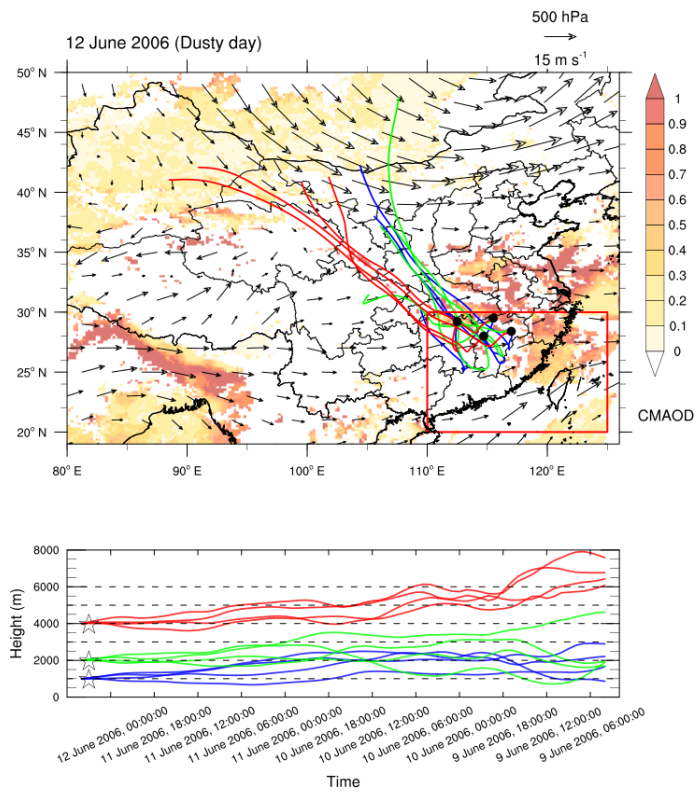 500 hPa
12 June 2006 (Dusty day)
15 m s⁻¹
50° N
45° N
40° N
35° N
30° N
25° N
20° N
80° E
90° E
100° E
110° E
120° E
1
0.9
0.8
0.7
0.6
0.5
0.4
0.3
0.2
0.1
0
CMAOD
8000
6000
4000
2000
0
Height (m)
12 June 2006, 00:00:00
11 June 2006, 18:00:00
11 June 2006, 12:00:00
11 June 2006, 06:00:00
11 June 2006, 00:00:00
10 June 2006, 18:00:00
10 June 2006, 12:00:00
10 June 2006, 06:00:00
10 June 2006, 00:00:00
9 June 2006, 18:00:00
9 June 2006, 12:00:00
9 June 2006, 06:00:00
Time